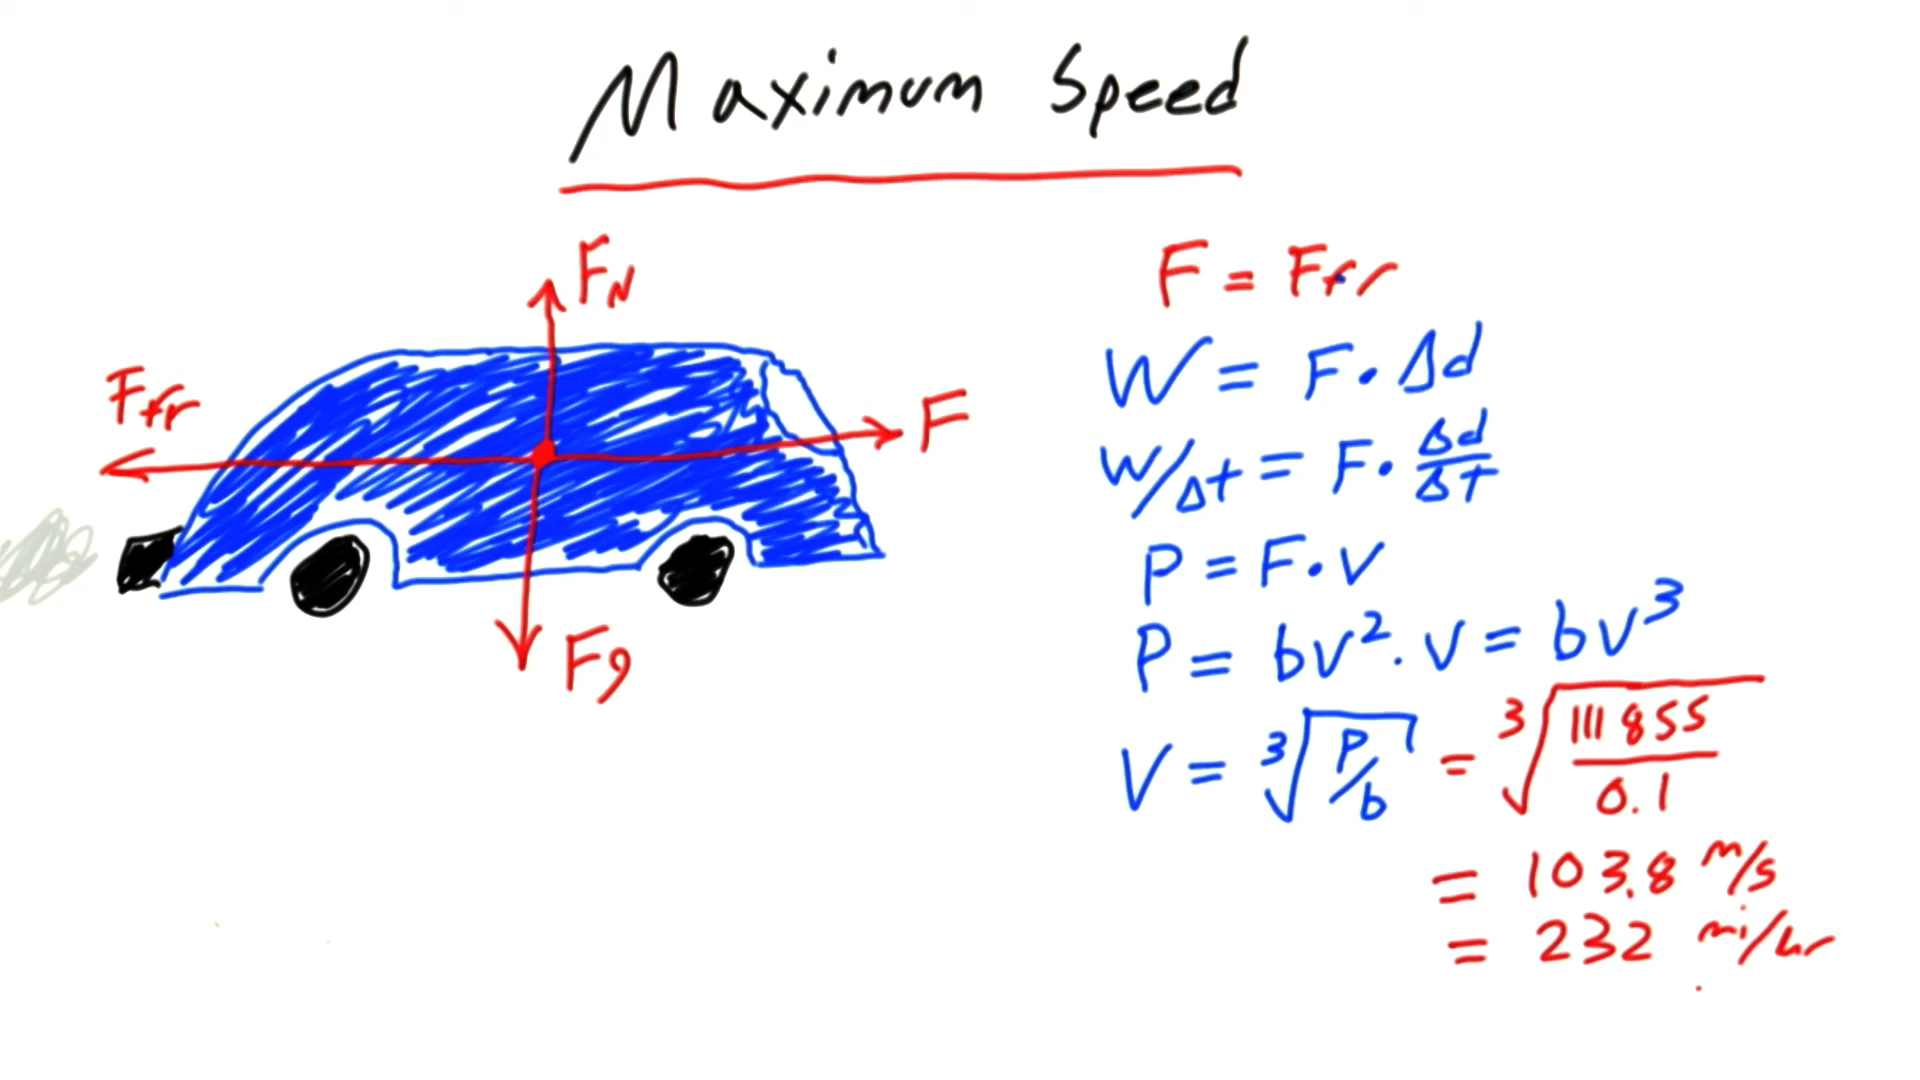 Maximum Speed
FN
Ffr
F
Fg
F = Ffr
W = F · Δd
W/Δt = F · Δd/Δt
P = F · v
P = bv² · v = bv³
V = ³√(P/b) = ³√(111855/0.1)
= 103.8 m/s
= 232 mi/hr